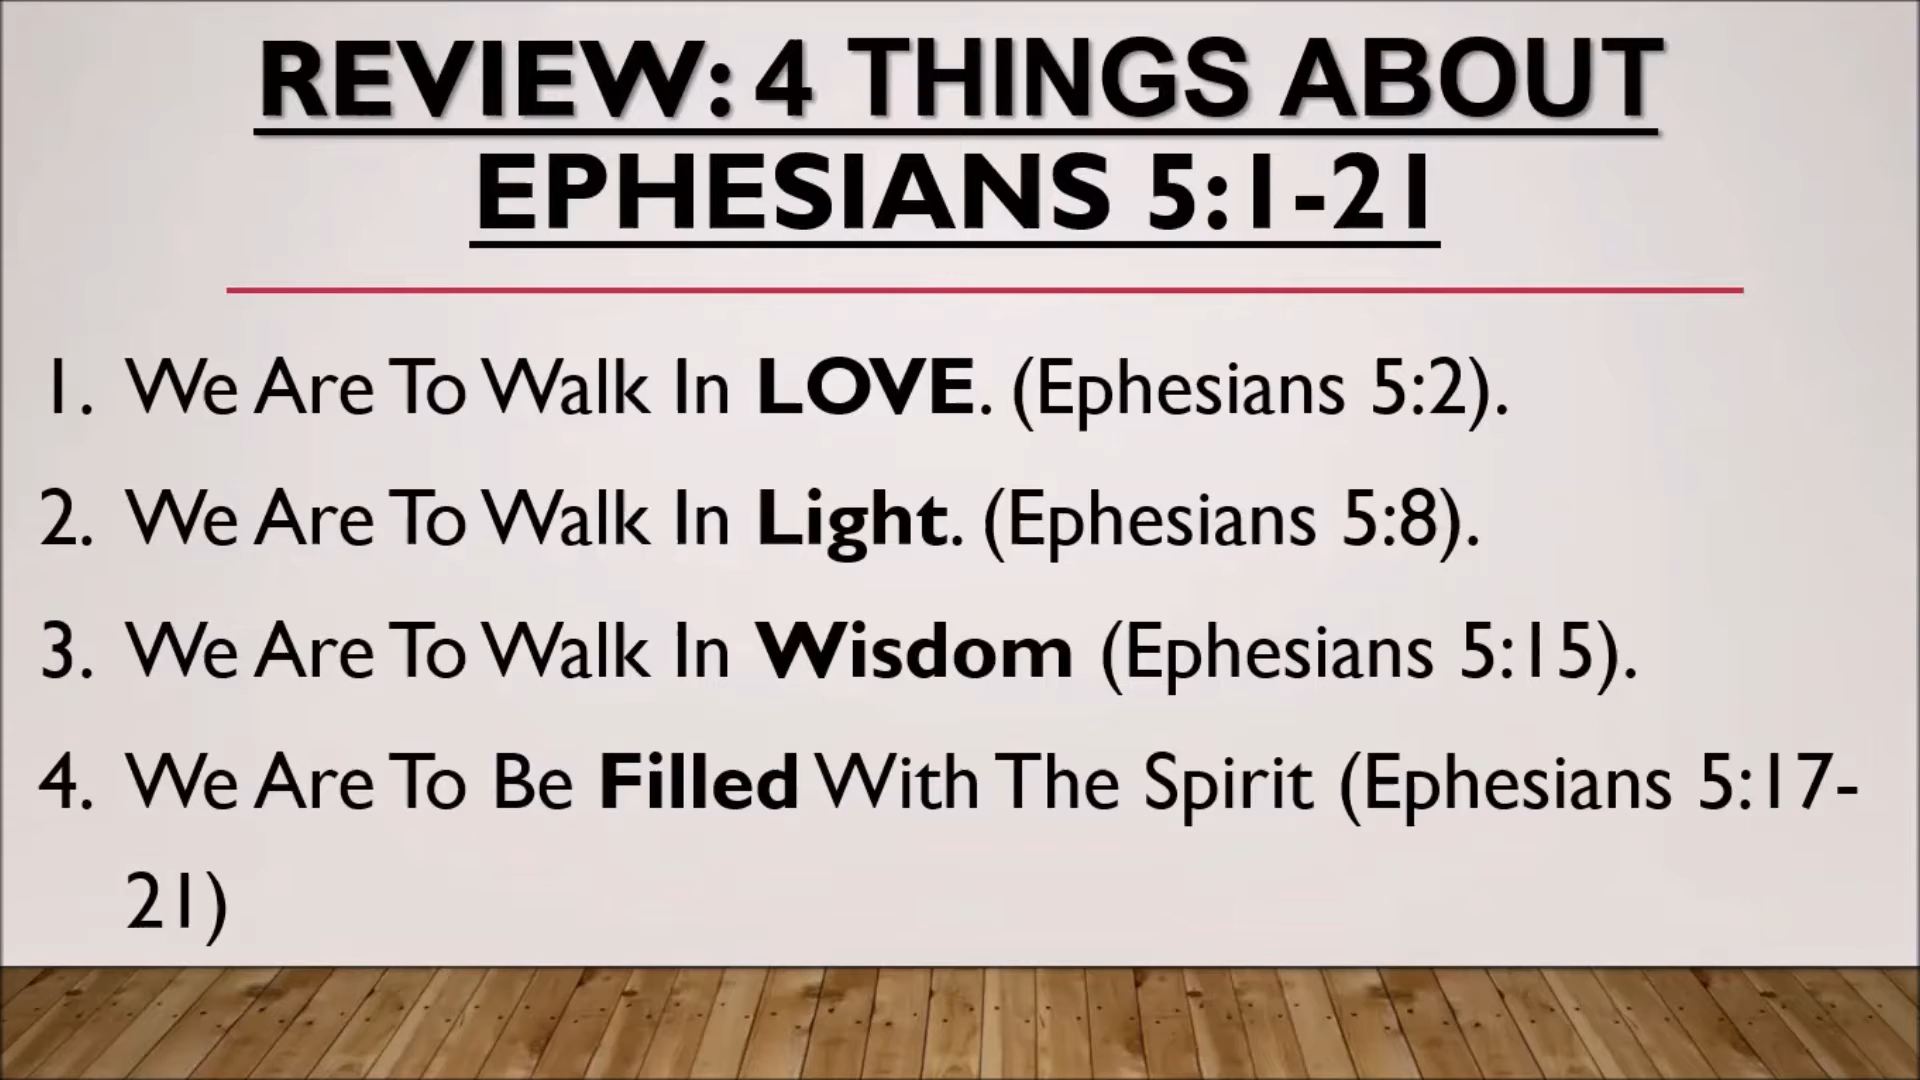 REVIEW: 4 THINGS ABOUT
EPHESIANS 5:1-21
1. We Are To Walk In LOVE. (Ephesians 5:2).
2. We Are To Walk In Light. (Ephesians 5:8).
3. We Are To Walk In Wisdom (Ephesians 5:15).
4. We Are To Be Filled With The Spirit (Ephesians 5:17-
21)